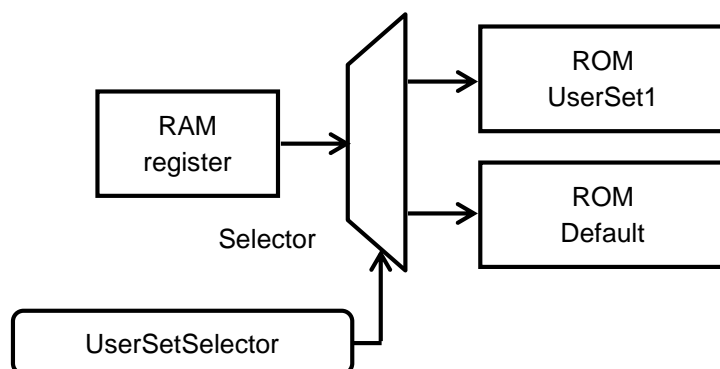 ROM
UserSet1
RAM
register
ROM
Default
Selector
UserSetSelector